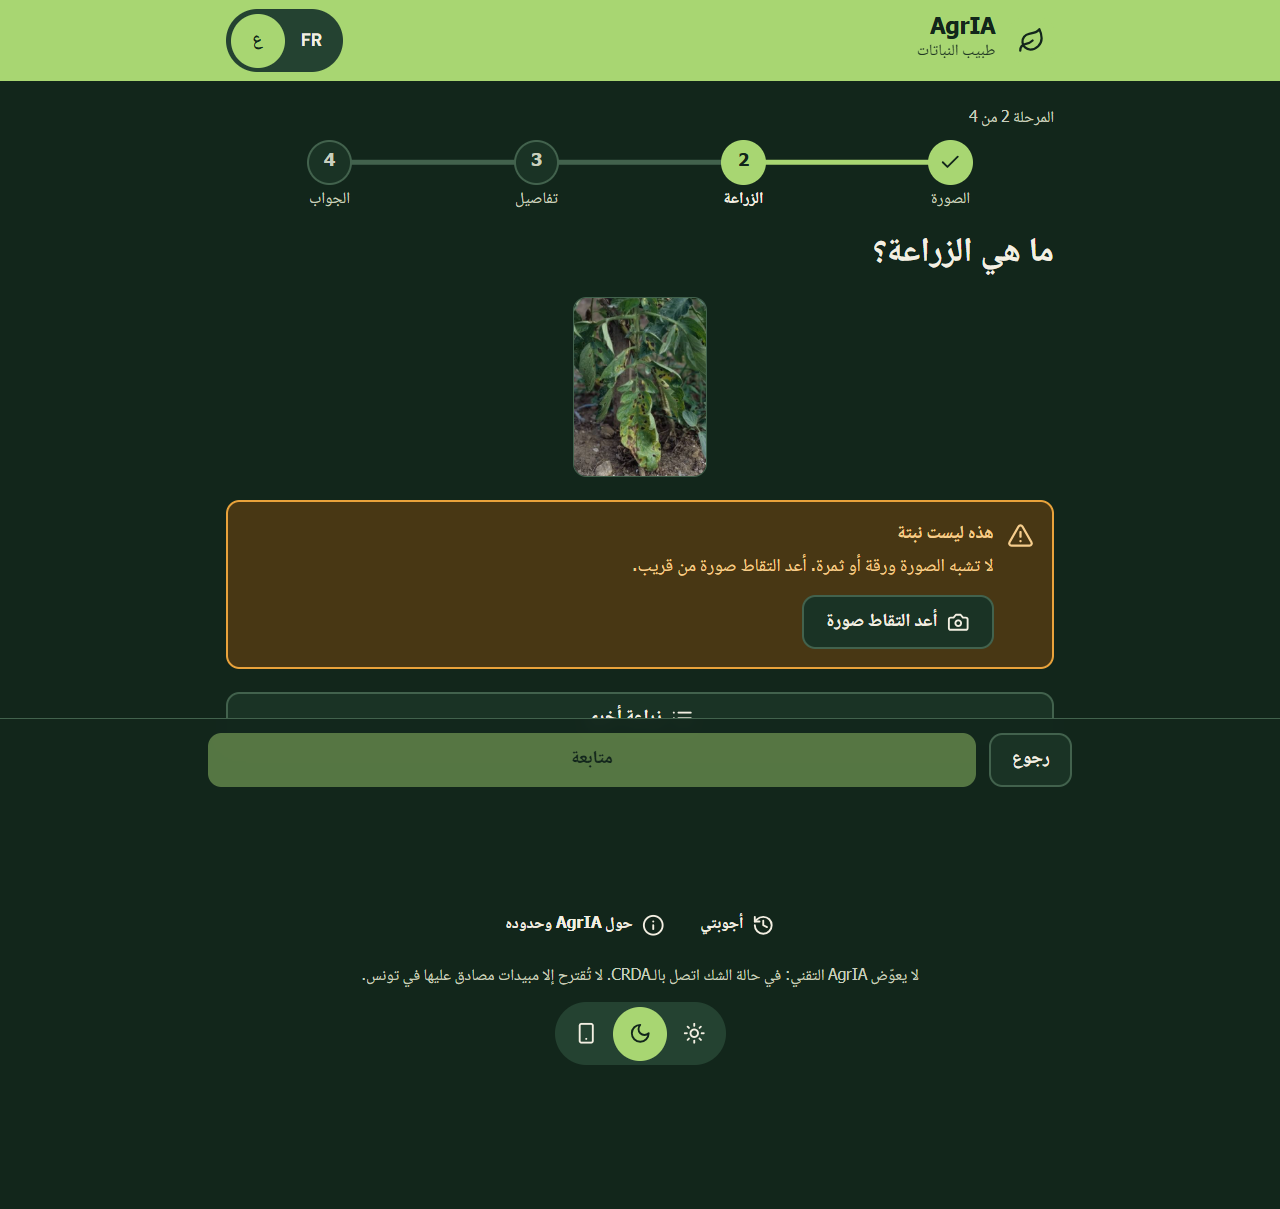 AgrIA
طبيب النباتات
FR
ع
المرحلة 2 من 4
2
3
4
الصورة
الزراعة
تفاصيل
الجواب
ما هي الزراعة؟
هذه ليست نبتة
لا تشبه الصورة ورقة أو ثمرة. أعد التقاط صورة من قريب.
أعد التقاط صورة
زراعة أخرى
رجوع
متابعة
أجوبتي
حول AgrIA وحدوده
لا يعوّض AgrIA التقني: في حالة الشك اتصل بالـCRDA. لا تُقترح إلا مبيدات مصادق عليها في تونس.